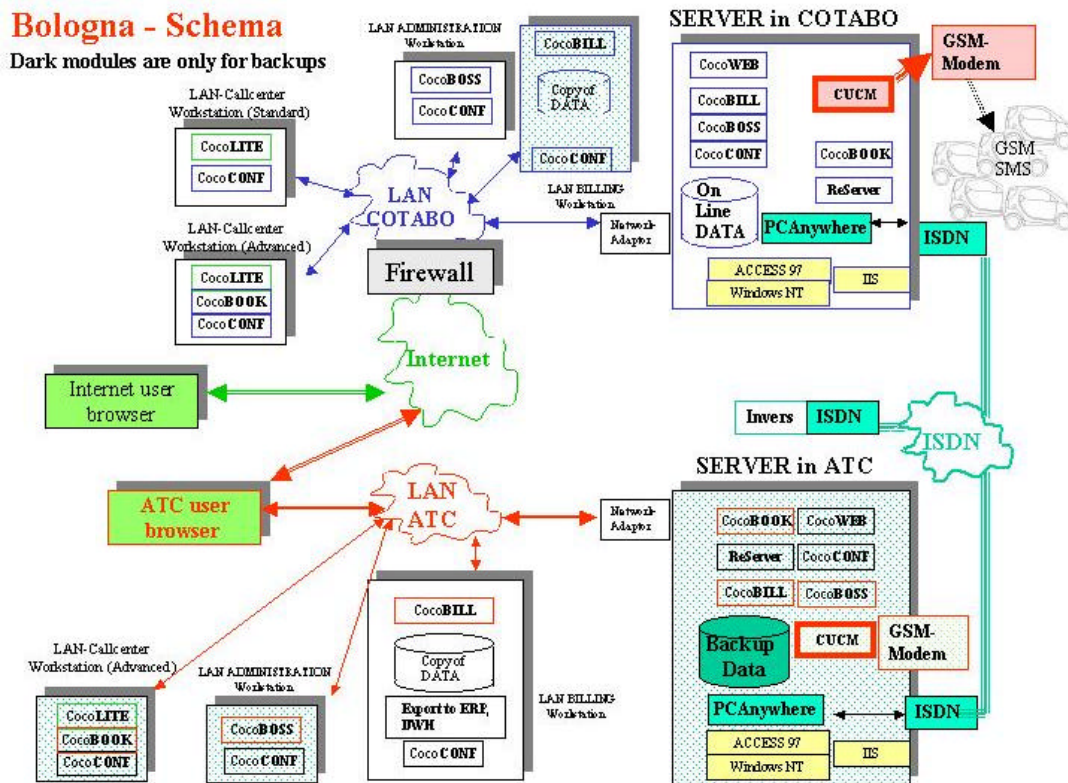 Bologna - Schema
Dark modules are only for backups
LAN-Callcenter
Workstation (Standard)
CocoLITE
CocoCONF
LAN-Callcenter
Workstation (Advanced)
CocoLITE
CocoBOOK
CocoCONF
LAN ADMINISTRATION
Workstation
CocoBOSS
CocoCONF
CocoBILL
Copy of
DATA
CocoCONF
LAN BILLING
Workstation
LAN
COTABO
Firewall
Internet
Internet user
browser
ATC user
browser
Network-
Adaptor
SERVER in COTABO
CocoWEB
CocoBILL
CocoBOSS
CocoCONF
CUCM
CocoBOOK
ReServer
On
Line
DATA
PCAnywhere
ACCESS 97
Windows NT
IIS
GSM-
Modem
GSM
SMS
ISDN
Invers
ISDN
ISDN
LAN
ATC
Network-
Adaptor
SERVER in ATC
CocoBOOK
CocoWEB
ReServer
CocoCONF
CocoBILL
CocoBOSS
Backup
Data
CUCM
GSM-
Modem
PCAnywhere
ISDN
ACCESS 97
Windows NT
IIS
LAN-Callcenter
Workstation (Advanced)
CocoLITE
CocoBOOK
CocoCONF
LAN ADMINISTRATION
Workstation
CocoBOSS
CocoCONF
CocoBILL
Copy of
DATA
Export to ERP,
DWH
CocoCONF
LAN BILLING
Workstation